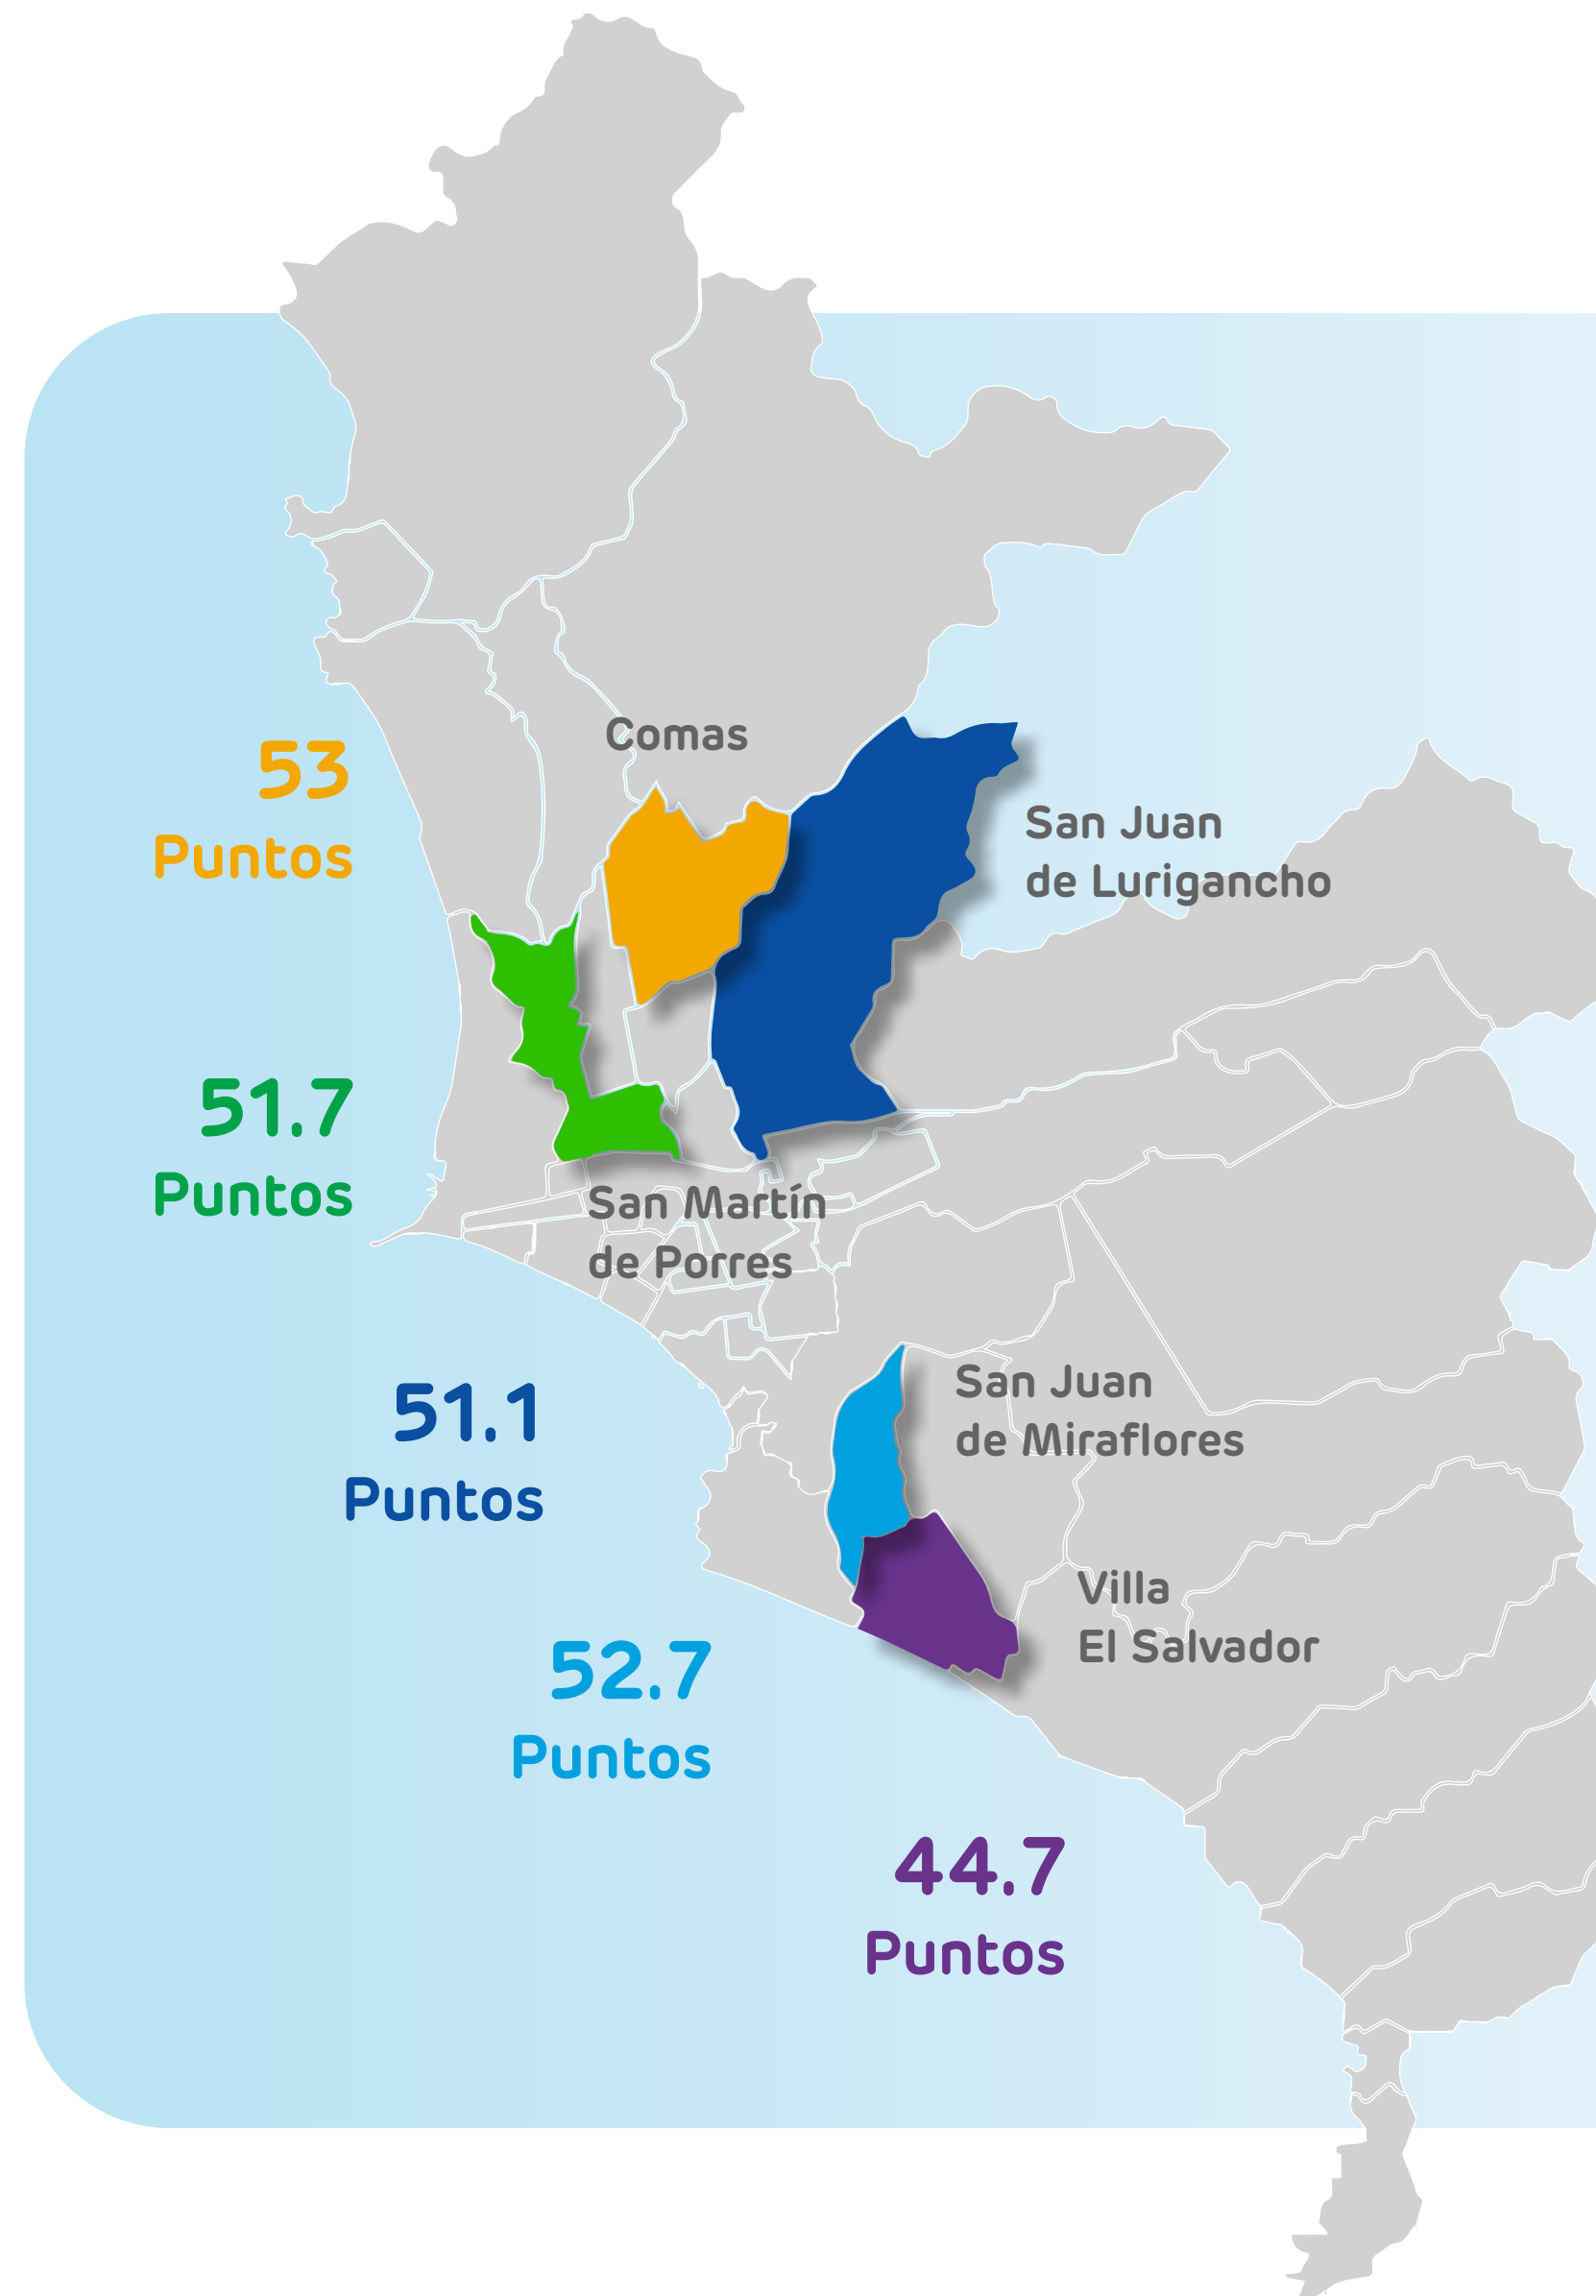 Comas
53
Puntos
San Juan
de Lurigancho
51.7
Puntos
San Martín
de Porres
51.1
Puntos
San Juan
de Miraflores
52.7
Puntos
Villa
El Salvador
44.7
Puntos